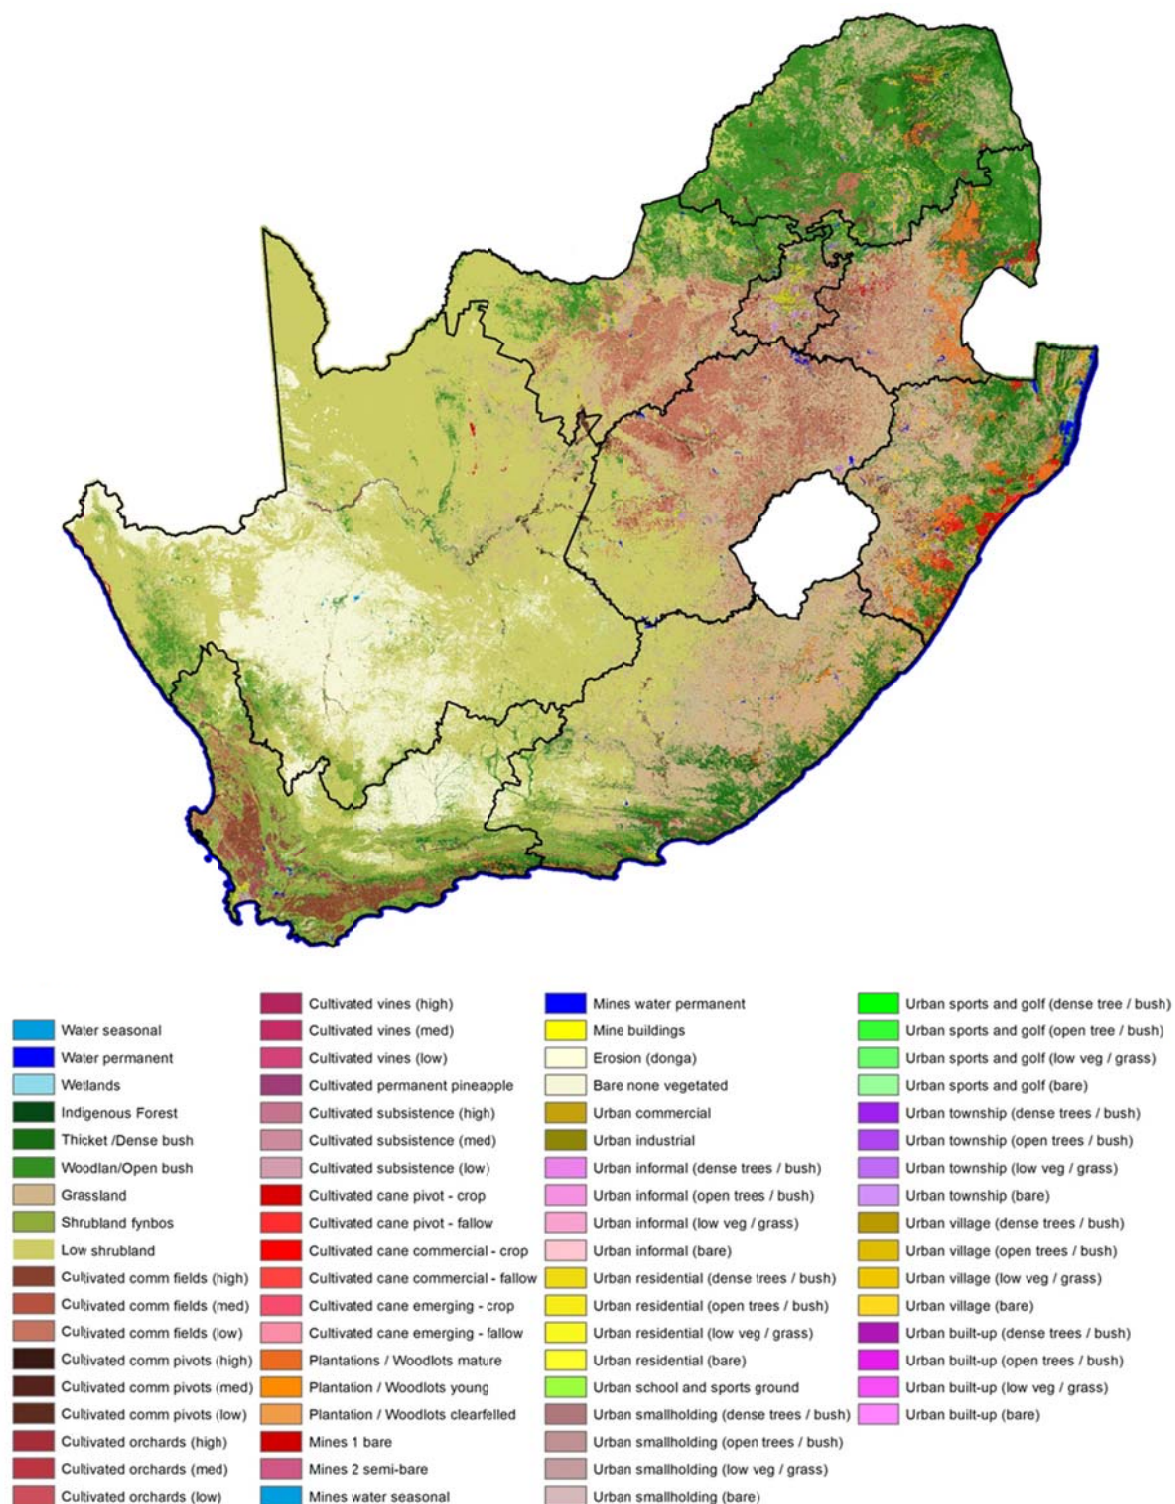 Water seasonal
Water permanent
Wetlands
Indigenous Forest
Thicket /Dense bush
Woodlan/Open bush
Grassland
Shrubland fynbos
Low shrubland
Cultivated comm fields (high)
Cultivated comm fields (med)
Cultivated comm fields (low)
Cultivated comm pivots (high)
Cultivated comm pivots (med)
Cultivated comm pivots (low)
Cultivated orchards (high)
Cultivated orchards (med)
Cultivated orchards (low)
Cultivated vines (high)
Cultivated vines (med)
Cultivated vines (low)
Cultivated permanent pineapple
Cultivated subsistence (high)
Cultivated subsistence (med)
Cultivated subsistence (low)
Cultivated cane pivot - crop
Cultivated cane pivot - fallow
Cultivated cane commercial - crop
Cultivated cane commercial - fallow
Cultivated cane emerging - crop
Cultivated cane emerging - fallow
Plantations / Woodlots mature
Plantation / Woodlots young
Plantation / Woodlots clearfelled
Mines 1 bare
Mines 2 semi-bare
Mines water seasonal
Mines water permanent
Mine buildings
Erosion (donga)
Bare none vegetated
Urban commercial
Urban industrial
Urban informal (dense trees / bush)
Urban informal (open trees / bush)
Urban informal (low veg / grass)
Urban informal (bare)
Urban residential (dense trees / bush)
Urban residential (open trees / bush)
Urban residential (low veg / grass)
Urban residential (bare)
Urban school and sports ground
Urban smallholding (dense trees / bush)
Urban smallholding (open trees / bush)
Urban smallholding (low veg / grass)
Urban smallholding (bare)
Urban sports and golf (dense tree / bush)
Urban sports and golf (open tree / bush)
Urban sports and golf (low veg / grass)
Urban sports and golf (bare)
Urban township (dense trees / bush)
Urban township (open trees / bush)
Urban township (low veg / grass)
Urban township (bare)
Urban village (dense trees / bush)
Urban village (open trees / bush)
Urban village (low veg / grass)
Urban village (bare)
Urban built-up (dense trees / bush)
Urban built-up (open trees / bush)
Urban built-up (low veg / grass)
Urban built-up (bare)